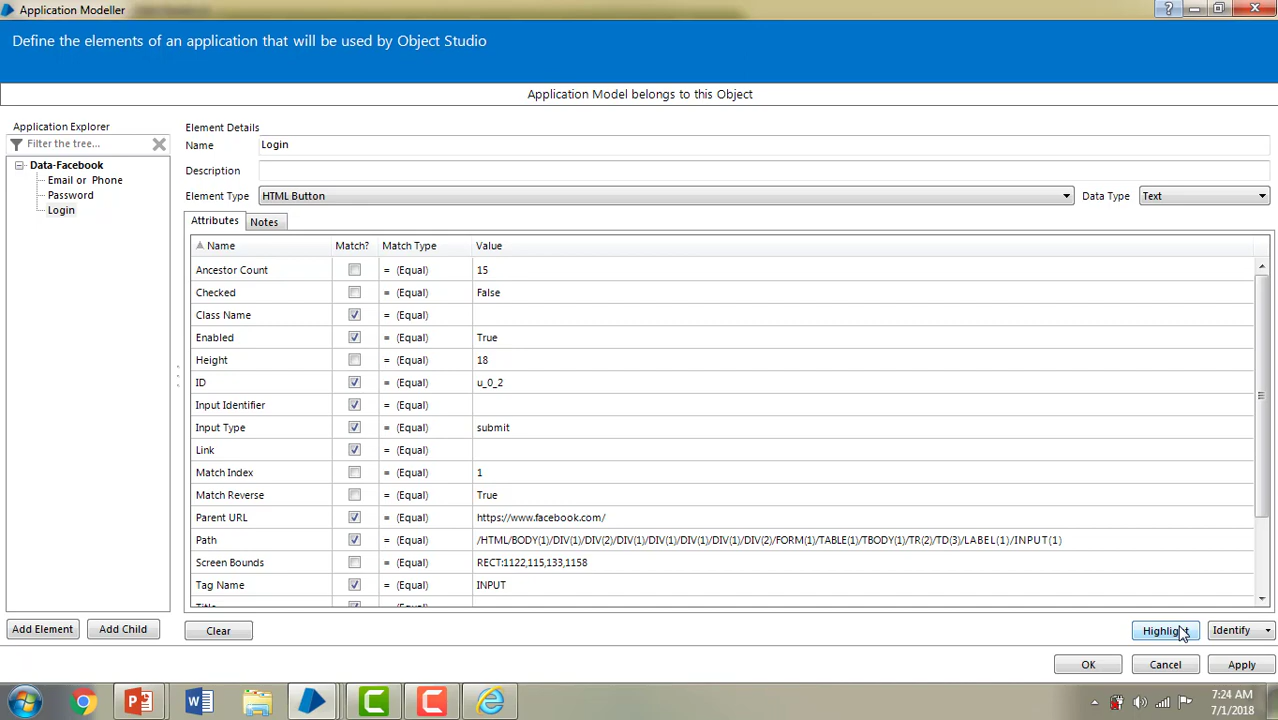 Application Modeller
?
Define the elements of an application that will be used by Object Studio
Application Model belongs to this Object
Application Explorer
Filter the tree...
Data-Facebook
Email or Phone
Password
Login
Element Details
Name Login
Description
Element Type HTML Button Data Type Text
Attributes Notes
Name Match? Match Type Value
Ancestor Count = (Equal) 15
Checked = (Equal) False
Class Name = (Equal)
Enabled = (Equal) True
Height = (Equal) 18
ID = (Equal) u_0_2
Input Identifier = (Equal)
Input Type = (Equal) submit
Link = (Equal)
Match Index = (Equal) 1
Match Reverse = (Equal) True
Parent URL = (Equal) https://www.facebook.com/
Path = (Equal) /HTML/BODY(1)/DIV(1)/DIV(2)/DIV(1)/DIV(1)/DIV(1)/DIV(1)/DIV(2)/FORM(1)/TABLE(1)/TBODY(1)/TR(2)/TD(3)/LABEL(1)/INPUT(1)
Screen Bounds = (Equal) RECT:1122,115,133,1158
Tag Name = (Equal) INPUT
Title = (Equal)
Add Element Add Child Clear Highlight Identify
OK Cancel Apply
7:24 AM
7/1/2018